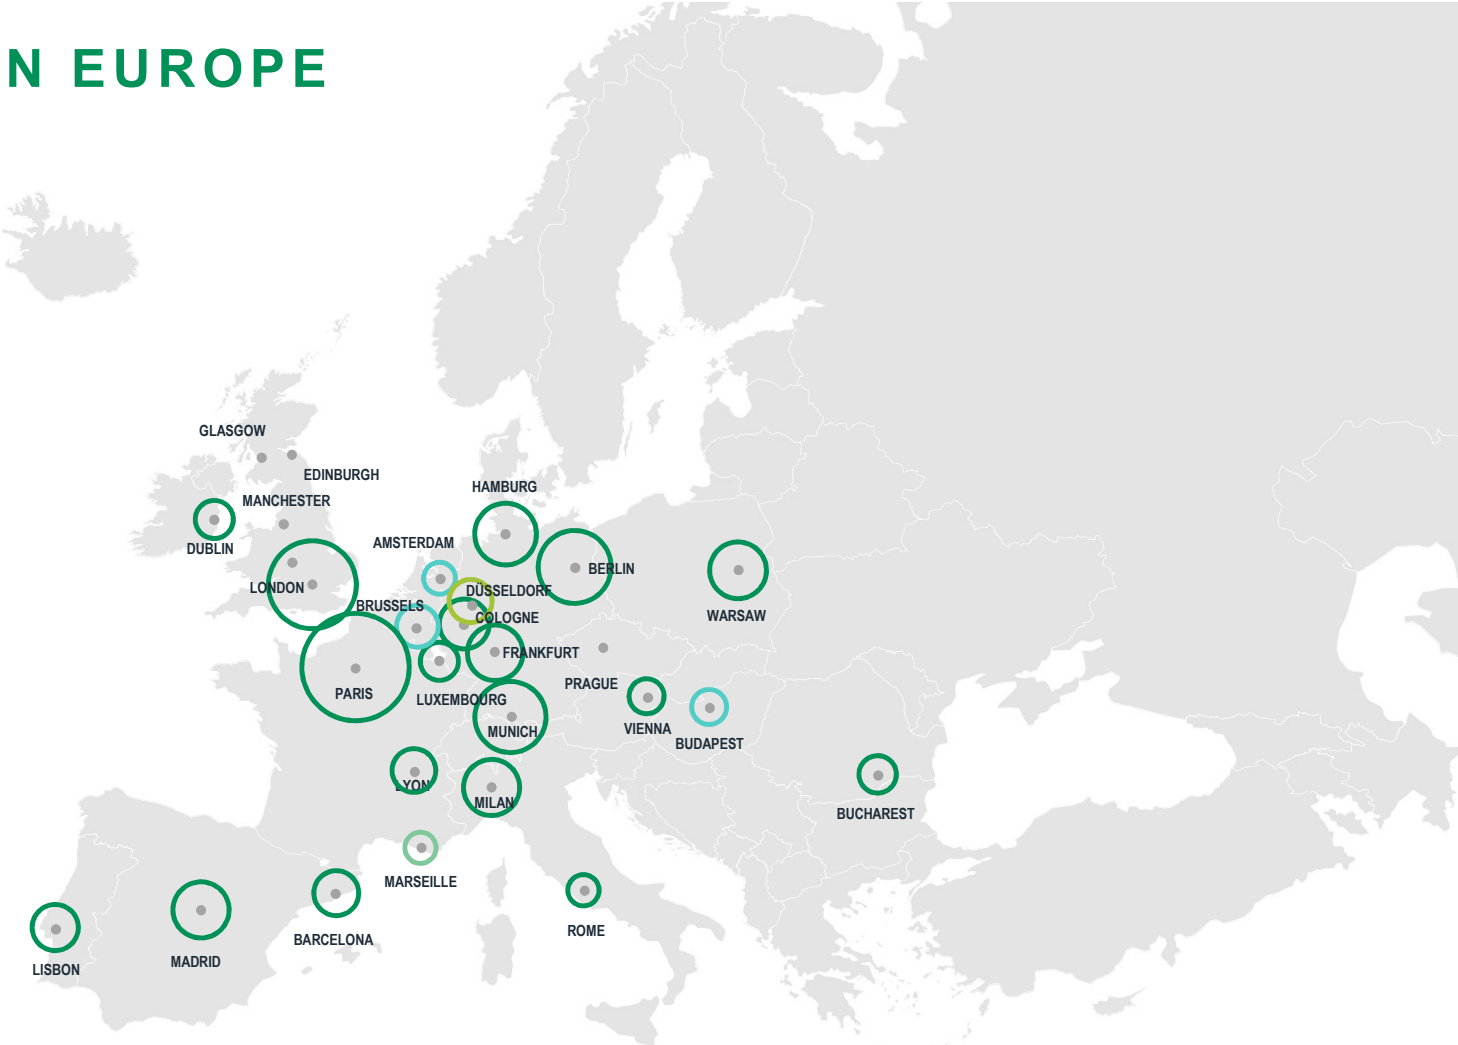 N EUROPE
GLASGOW
EDINBURGH
MANCHESTER
HAMBURG
DUBLIN
AMSTERDAM
BERLIN
LONDON
DÜSSELDORF
BRUSSELS
COLOGNE
WARSAW
FRANKFURT
PRAGUE
PARIS
LUXEMBOURG
MUNICH
VIENNA
BUDAPEST
LYON
MILAN
BUCHAREST
MARSEILLE
ROME
BARCELONA
MADRID
LISBON